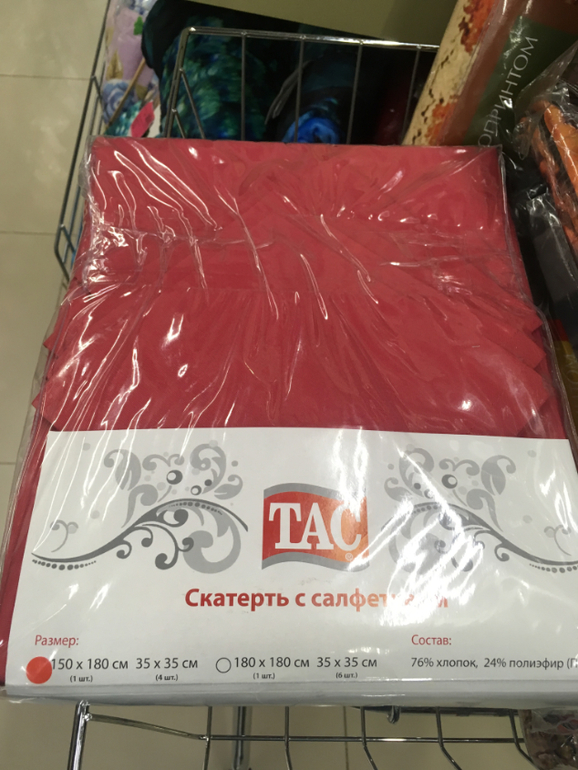 ОПРИНТОМ
TAC
Скатерть с
Размер:
150 x 180 см 35 x 35 см 180 x 180 см 35 x 35 см
(1 шт.) (4 шт.) (1 шт.) (6 шт.)
Состав:
76% хлопок, 24% полиэфир